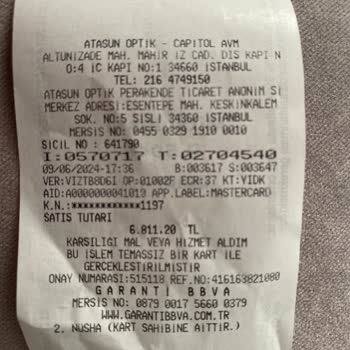 ATASUN OPTIK - CAPITOL AVM
ALTUNIZADE MAH. MAHIR IZ CAD. DIS KAPI N
O:4 IC KAPI NO:1 34660 ISTANBUL
TEL: 216 4749150
ATASUN OPTIK PERAKENDE TICARET ANONIM SI
MERKEZ ADRESI:ESENTEPE MAH. KESKINKALEM
SOK. NO:5 SISLI 34360 ISTANBUL
MERSIS NO: 0455 0329 1910 0010
SICIL NO : 641790
I:0570717 T:02704540
09/06/2024-17:36 B:003617 S:003647
VER:VIZT88D61 OP:01002F ECR:37 KT:YIDK
AID:A0000000041013 APP.LABEL:MASTERCARD
K.N.:************1197
SATIS TUTARI
6.811.20 TL
KARSILIGI MAL VEYA HIZMET ALDIM
BU ISLEM TEMASSIZ BIR KART ILE
GERCEKLESTIRILMISTIR
ONAY NUMARASI:515118 REF.NO:416163821080
GARANTI BBVA
MERSIS NO: 0879 0017 5660 0379
WWW.GARANTIBBVA.COM.TR
2. NUSHA (KART SAHIBINE AITTIR.)